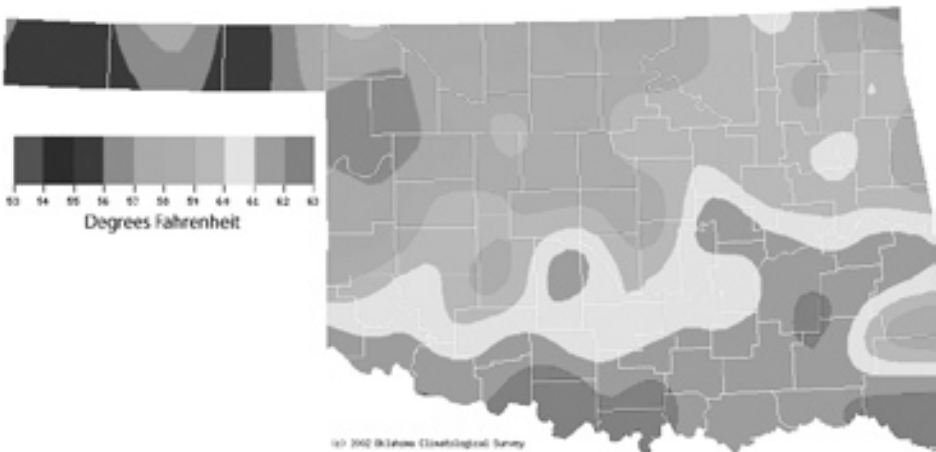 53 54 55 56 57 58 59 60 61 62 63
Degrees Fahrenheit
(c) 2002 Oklahoma Climatological Survey